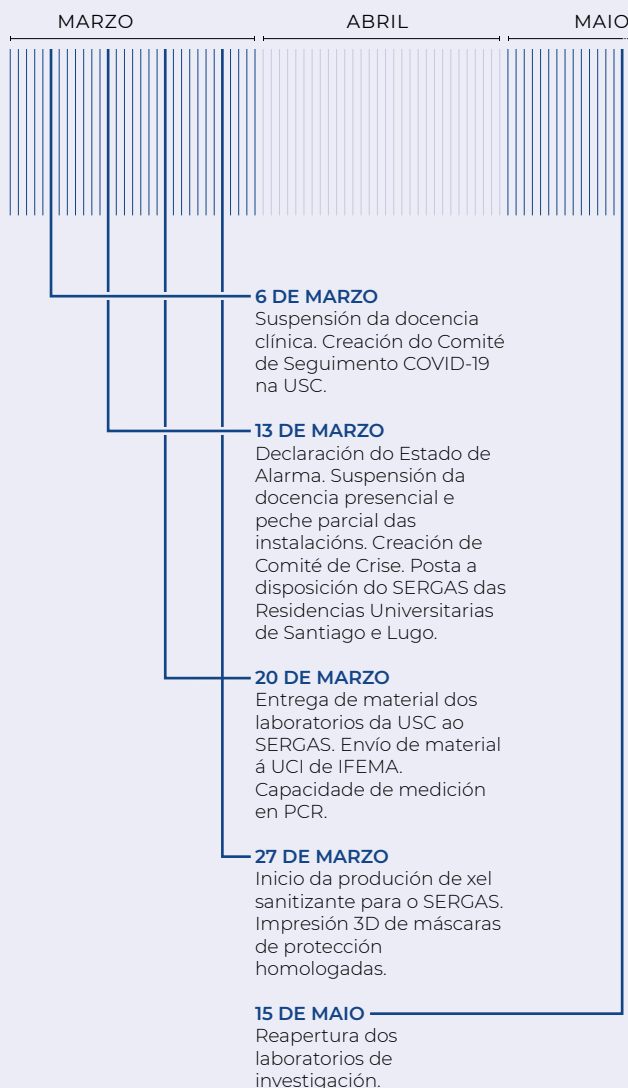 MARZO
ABRIL
MAIO
6 DE MARZO
Suspensión da docencia
clínica. Creación do Comité
de Seguimento COVID-19
na USC.
13 DE MARZO
Declaración do Estado de
Alarma. Suspensión da
docencia presencial e
peche parcial das
instalacións. Creación de
Comité de Crise. Posta a
disposición do SERGAS das
Residencias Universitarias
de Santiago e Lugo.
20 DE MARZO
Entrega de material dos
laboratorios da USC ao
SERGAS. Envío de material
á UCI de IFEMA.
Capacidade de medición
en PCR.
27 DE MARZO
Inicio da produción de xel
sanitizante para o SERGAS.
Impresión 3D de máscaras
de protección
homologadas.
15 DE MAIO
Reapertura dos
laboratorios de
investigación.